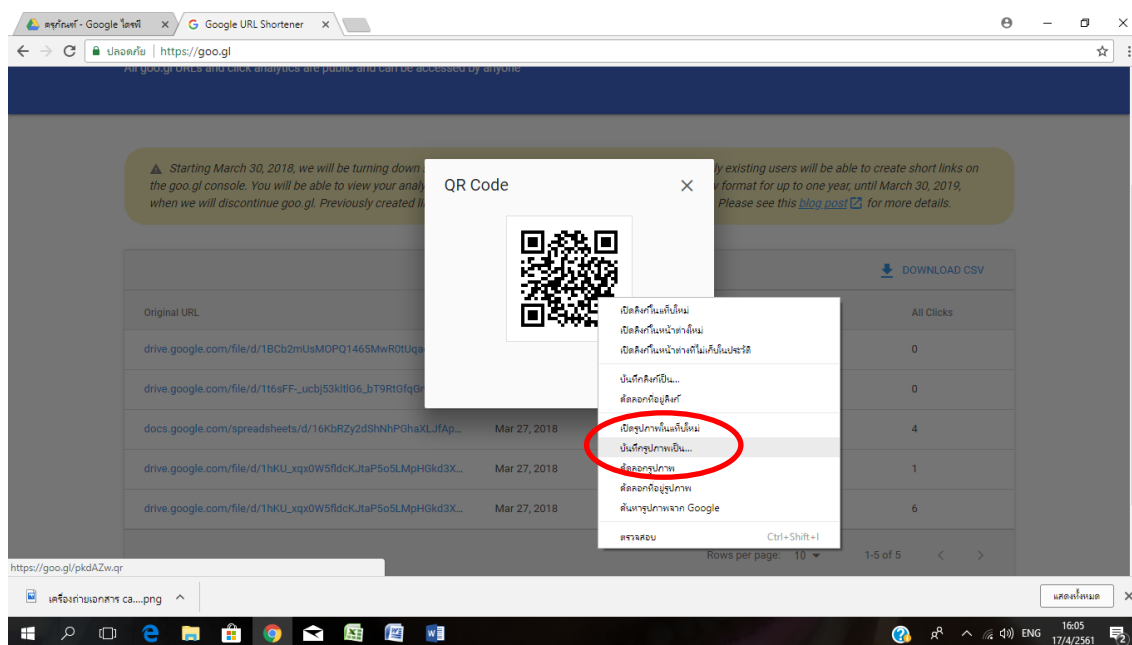 ครุภัณฑ์ - Google ไดรฟ์
Google URL Shortener
ปลอดภัย
https://goo.gl
All goo.gl URLs and click analytics are public and can be accessed by anyone
Starting March 30, 2018, we will be turning down
ly existing users will be able to create short links on
the goo.gl console. You will be able to view your analy
format for up to one year, until March 30, 2019,
when we will discontinue goo.gl. Previously created li
Please see this blog post for more details.
QR Code
DOWNLOAD CSV
Original URL
All Clicks
drive.google.com/file/d/1BCb2mUsMOPQ1465MwR0tUqa
0
drive.google.com/file/d/1t6sFF-_ucbj53kItlG6_bT9RtGfqGr
0
docs.google.com/spreadsheets/d/16KbRZy2dShNhPGhaXLJfAp...
Mar 27, 2018
4
drive.google.com/file/d/1hKU_xqx0W5fldcKJtaP5o5LMpHGkd3X...
Mar 27, 2018
1
drive.google.com/file/d/1hKU_xqx0W5fldcKJtaP5o5LMpHGkd3X...
Mar 27, 2018
6
เปิดลิงก์ในแท็บใหม่
เปิดลิงก์ในหน้าต่างใหม่
เปิดลิงก์ในหน้าต่างที่ไม่เก็บในประวัติ
บันทึกลิงก์เป็น...
คัดลอกที่อยู่ลิงก์
เปิดรูปภาพในแท็บใหม่
บันทึกรูปภาพเป็น...
คัดลอกรูปภาพ
คัดลอกที่อยู่รูปภาพ
ค้นหารูปภาพจาก Google
ตรวจสอบ Ctrl+Shift+I
Rows per page: 10
1-5 of 5
https://goo.gl/pkdAZw.qr
เครื่องถ่ายเอกสาร ca....png
แสดงทั้งหมด
ENG
16:05
17/4/2561
2